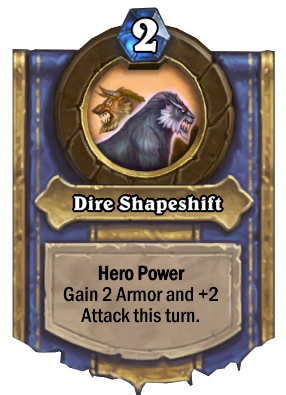 2
Dire Shapeshift
Hero Power
Gain 2 Armor and +2
Attack this turn.